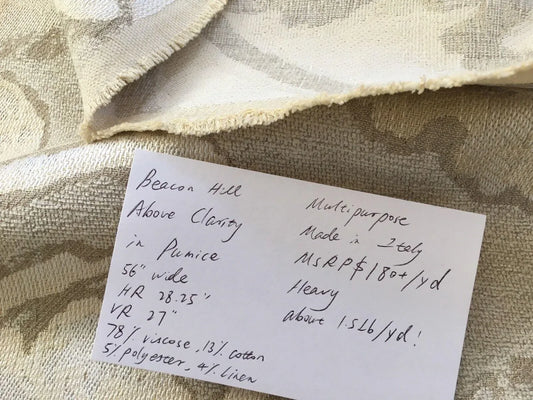 Beacon Hill
Above Clarity
in Pumice
56" wide
HR 28.25"
VR 27"
78% viscose, 13% cotton
5% polyester, 4% linen
Multipurpose
Made in Italy
MSRP $180+/yd
Heavy
about 1.5Lb/yd!